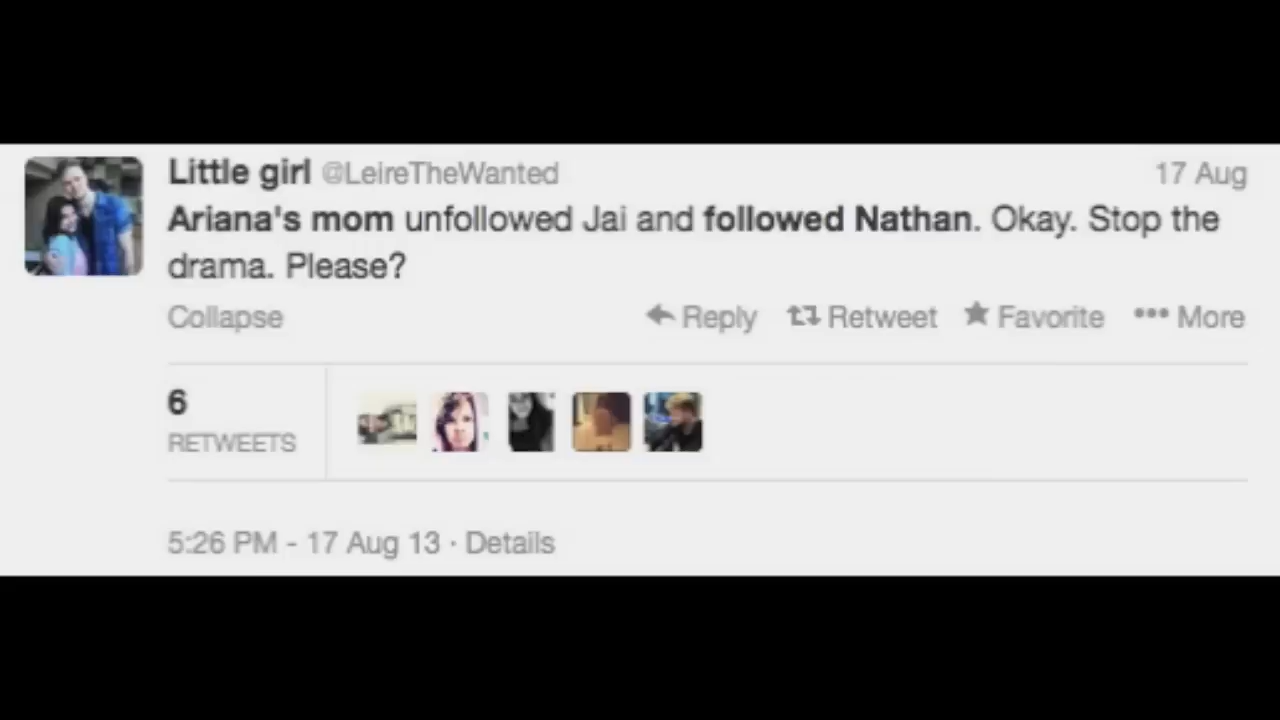 Little girl @LeireTheWanted 17 Aug
Ariana's mom unfollowed Jai and followed Nathan. Okay. Stop the
drama. Please?
Collapse Reply Retweet Favorite More
6
RETWEETS
5:26 PM - 17 Aug 13 · Details